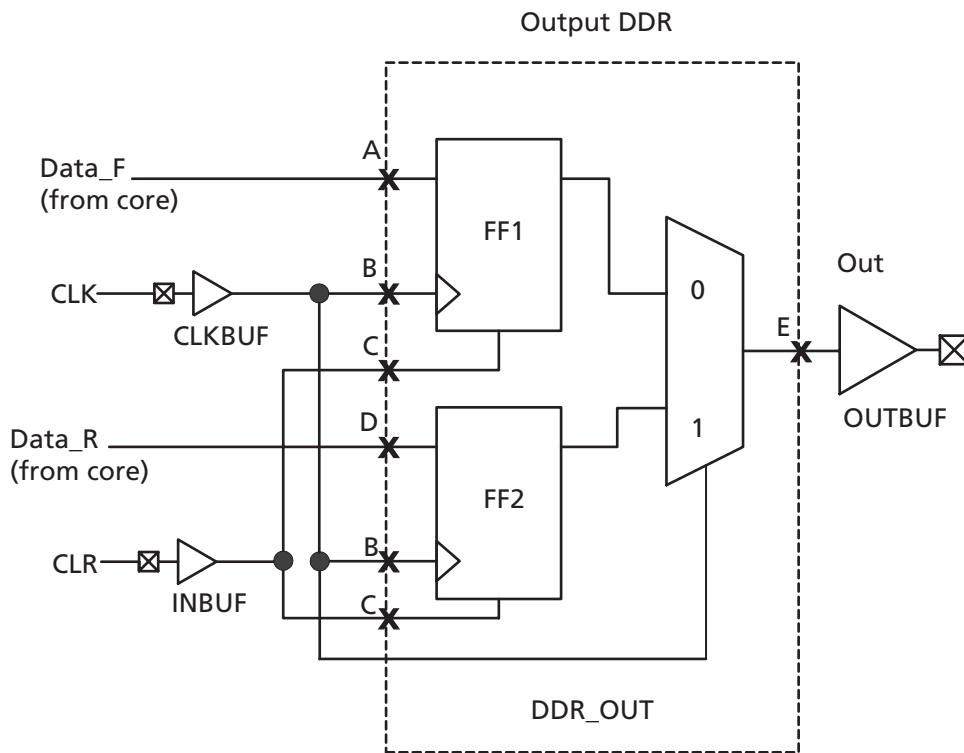 Output DDR
A
Data_F
(from core)
FF1
B
CLK
CLKBUF
0
Out
C
E
D
Data_R
(from core)
1
OUTBUF
FF2
B
CLR
INBUF
C
DDR_OUT